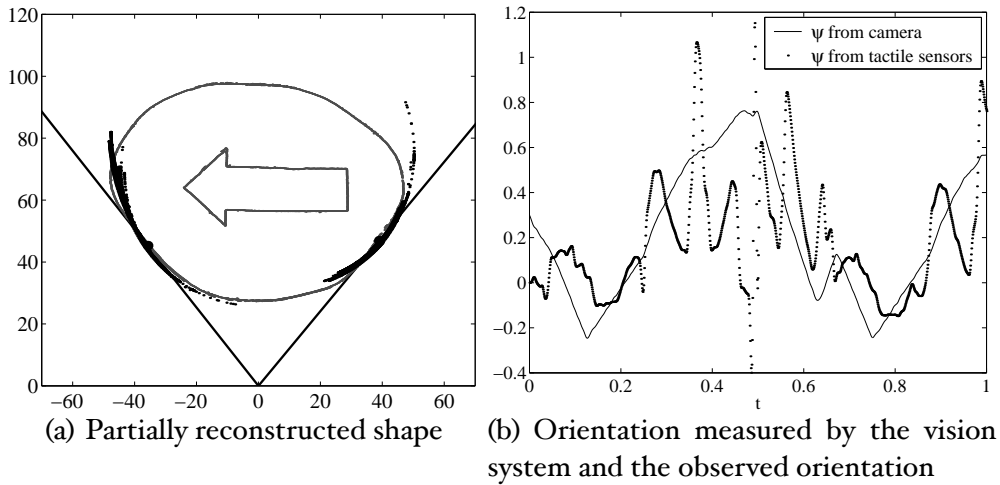 120
100
80
60
40
20
0
−60 −40 −20 0 20 40 60
(a) Partially reconstructed shape
1.2
1
0.8
0.6
0.4
0.2
0
−0.2
−0.4
0 0.2 0.4 0.6 0.8 1
t
ψ from camera
ψ from tactile sensors
(b) Orientation measured by the vision
system and the observed orientation